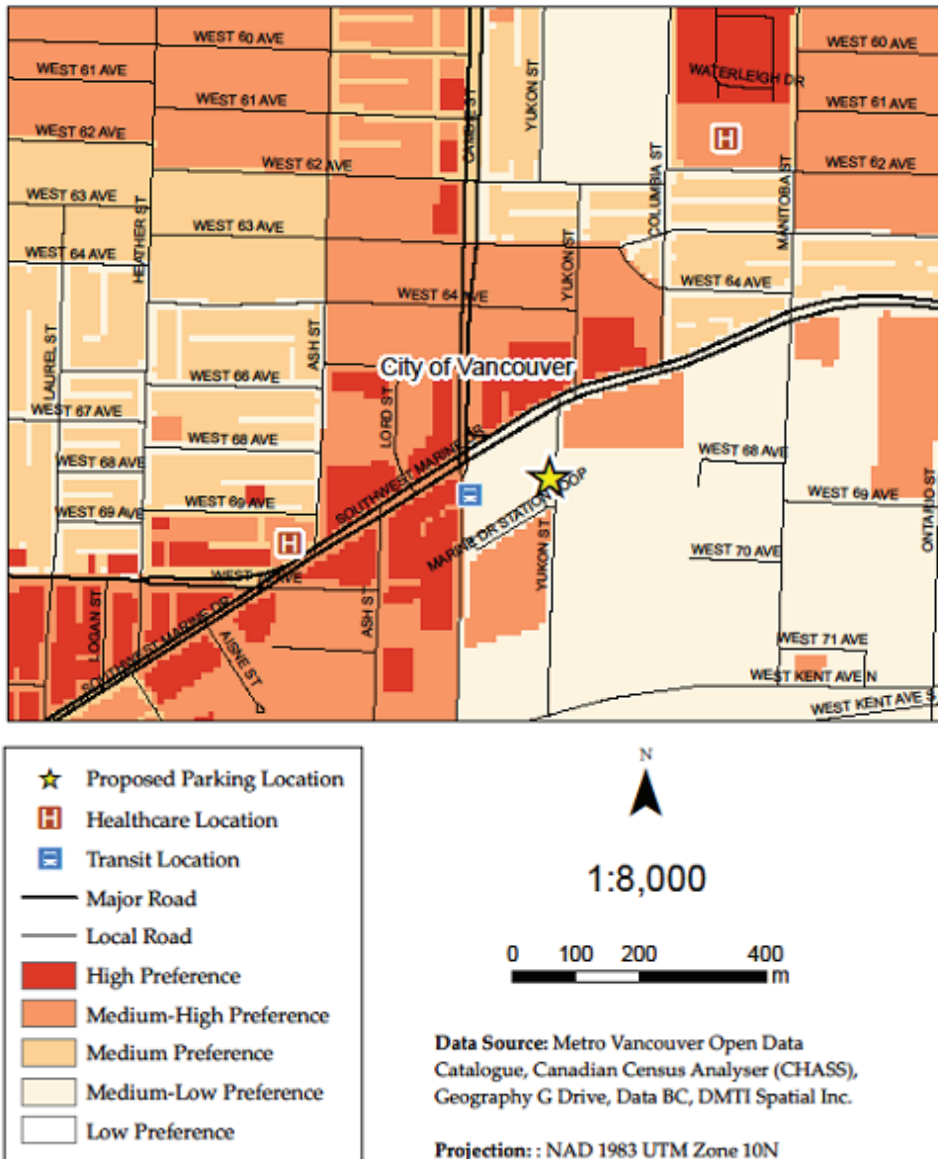 WEST 60 AVE
WEST 60 AVE
WEST 61 AVE
WATERLEIGH DR
WEST 61 AVE
WEST 61 AVE
CAMBIE ST
YUKON ST
WEST 62 AVE
WEST 62 AVE
WEST 62 AVE
COLUMBIA ST
MANITOBA ST
WEST 63 AVE
HEATHER ST
WEST 63 AVE
WEST 64 AVE
YUKON ST
WEST 64 AVE
WEST 64 AVE
LAUREL ST
ASH ST
City of Vancouver
WEST 66 AVE
WEST 67 AVE
LORD ST
WEST 68 AVE
WEST 68 AVE
WEST 68 AVE
SOUTHWEST MARINE DR
WEST 69 AVE
WEST 69 AVE
WEST 69 AVE
MARINE DR STATION LOOP
ONTARIO ST
H
WEST 70 AVE
YUKON ST
LOGAN ST
SOUTHWEST MARINE DR
AISNE ST
ASH ST
WEST 71 AVE
WEST KENT AVE N
WEST KENT AVE S
WEST 60 AVE
H
Proposed Parking Location
H Healthcare Location
Transit Location
Major Road
Local Road
High Preference
Medium-High Preference
Medium Preference
Medium-Low Preference
Low Preference
N
1:8,000
0 100 200 400
m
Data Source: Metro Vancouver Open Data
Catalogue, Canadian Census Analyser (CHASS),
Geography G Drive, Data BC, DMTI Spatial Inc.
Projection: : NAD 1983 UTM Zone 10N